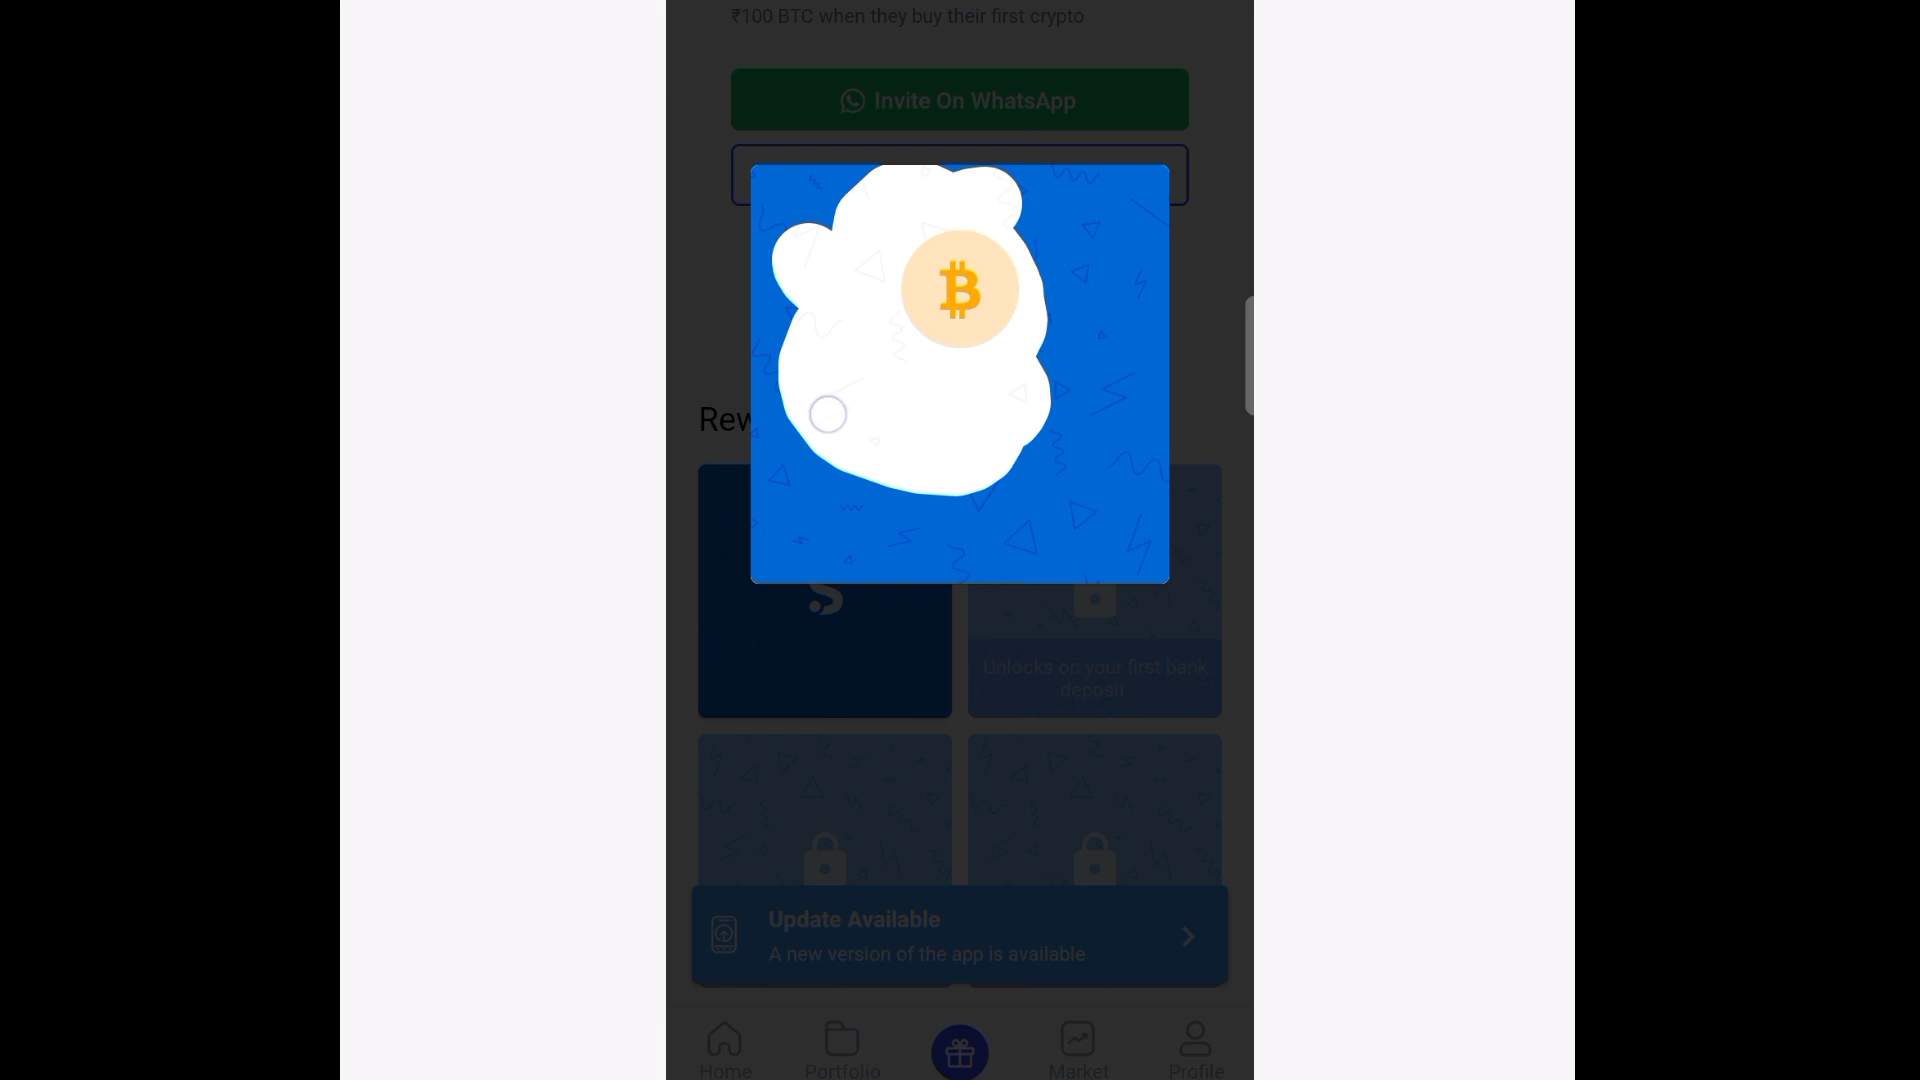 ₹100 BTC when they buy their first crypto
Invite On WhatsApp
Unlocks on your first bank
deposit
Update Available
A new version of the app is available
Home
Portfolio
Market
Profile